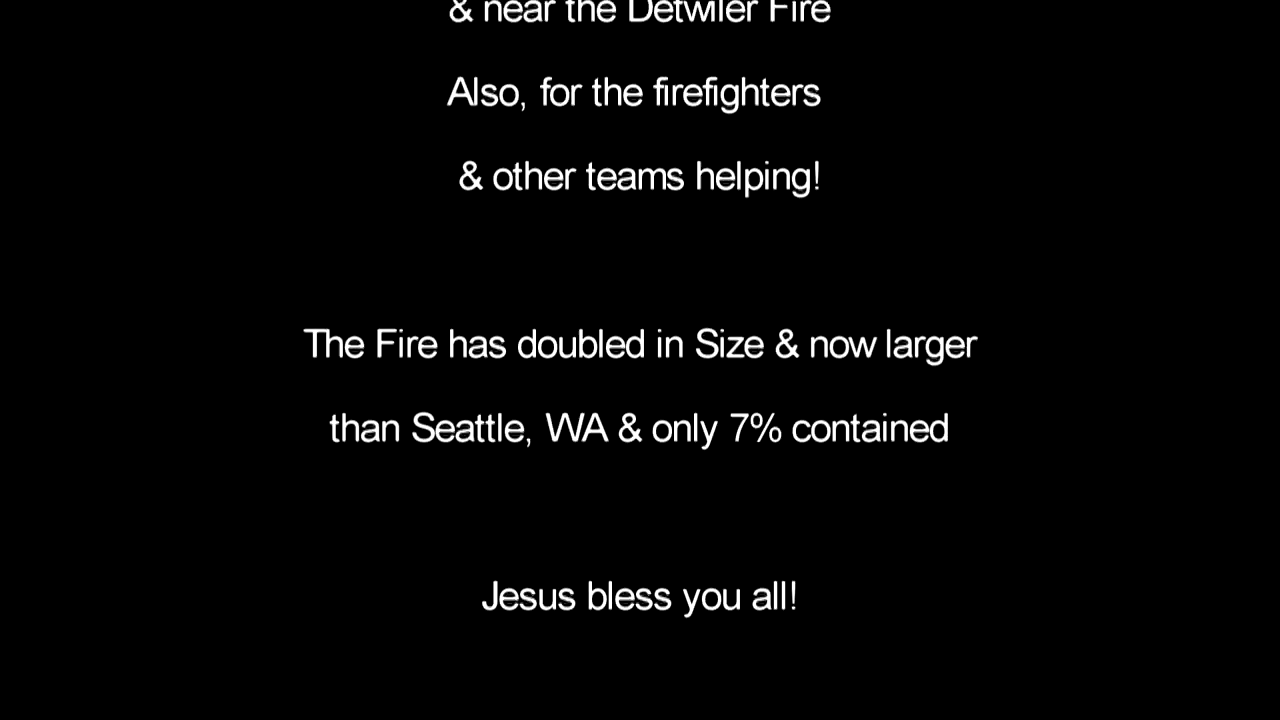 & near the Detwiler Fire
Also, for the firefighters
& other teams helping!
The Fire has doubled in Size & now larger
than Seattle, WA & only 7% contained
Jesus bless you all!